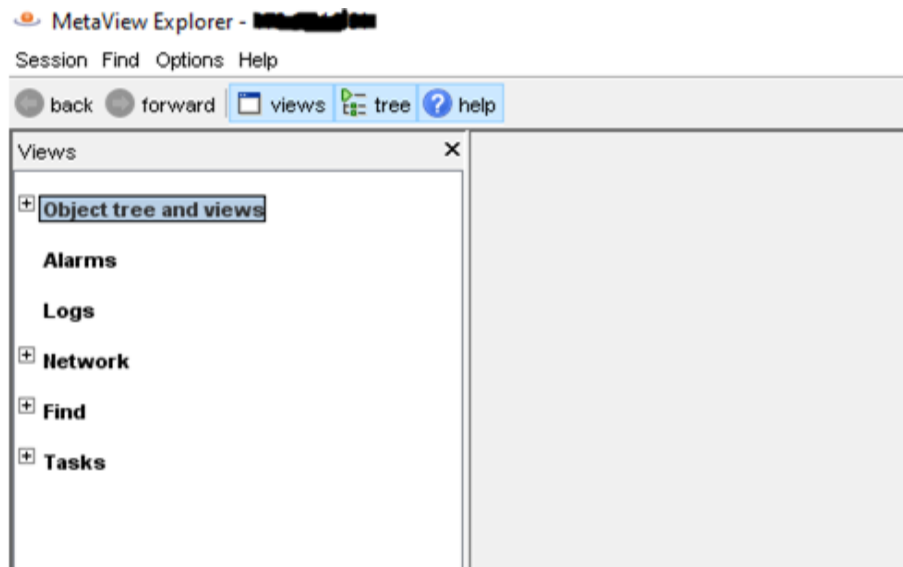 MetaView Explorer -
Session Find Options Help
back forward views tree help
Views
Object tree and views
Alarms
Logs
Network
Find
Tasks